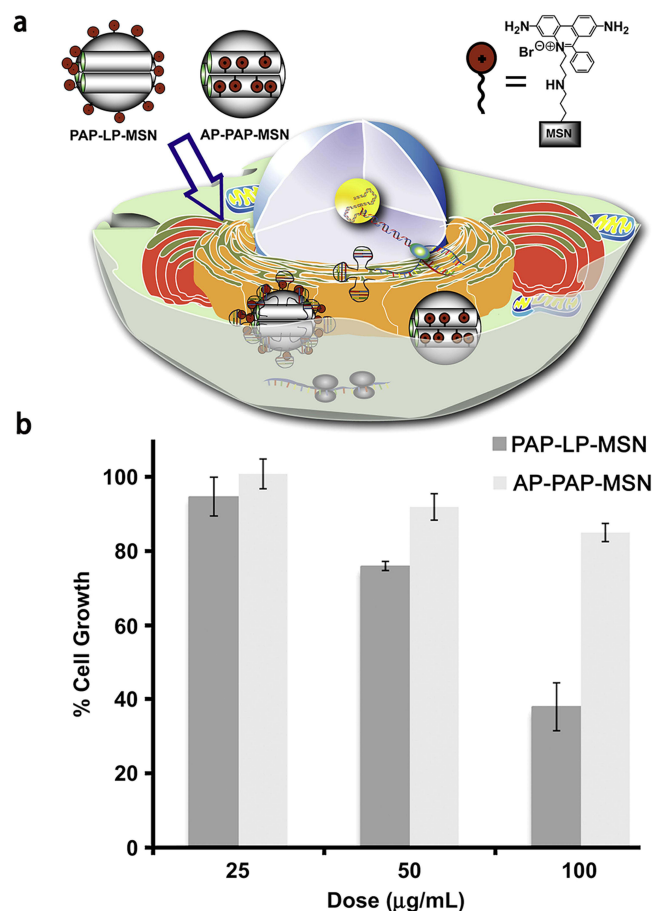 a
PAP-LP-MSN
AP-PAP-MSN
=
H₂N
NH₂
Br⊖
N
⊕
HN
MSN
b
PAP-LP-MSN
AP-PAP-MSN
% Cell Growth
100
80
60
40
20
0
25
50
100
Dose (μg/mL)